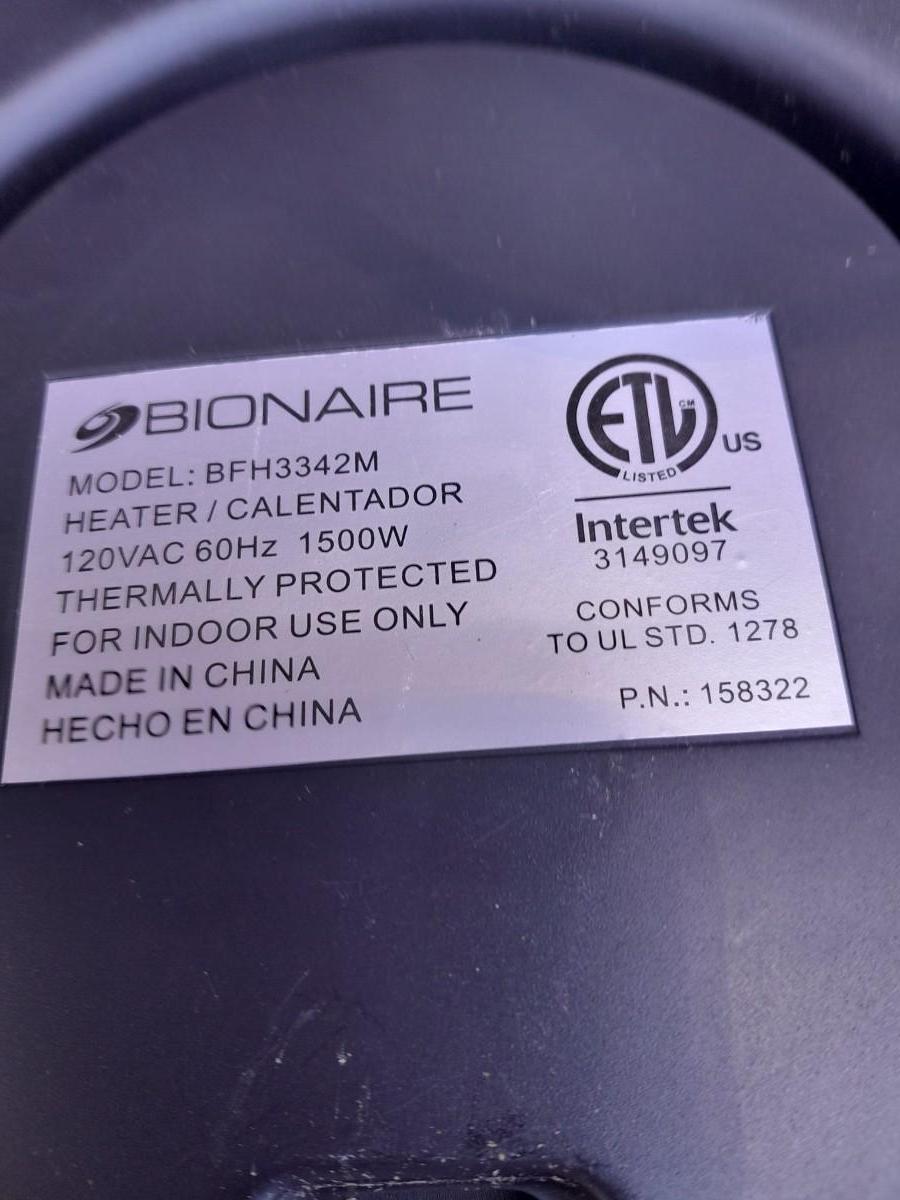 BIONAIRE
MODEL: BFH3342M
HEATER / CALENTADOR
120VAC 60Hz 1500W
THERMALLY PROTECTED
FOR INDOOR USE ONLY
MADE IN CHINA
HECHO EN CHINA
ETL CM
US
LISTED
Intertek
3149097
CONFORMS
TO UL STD. 1278
P.N.: 158322